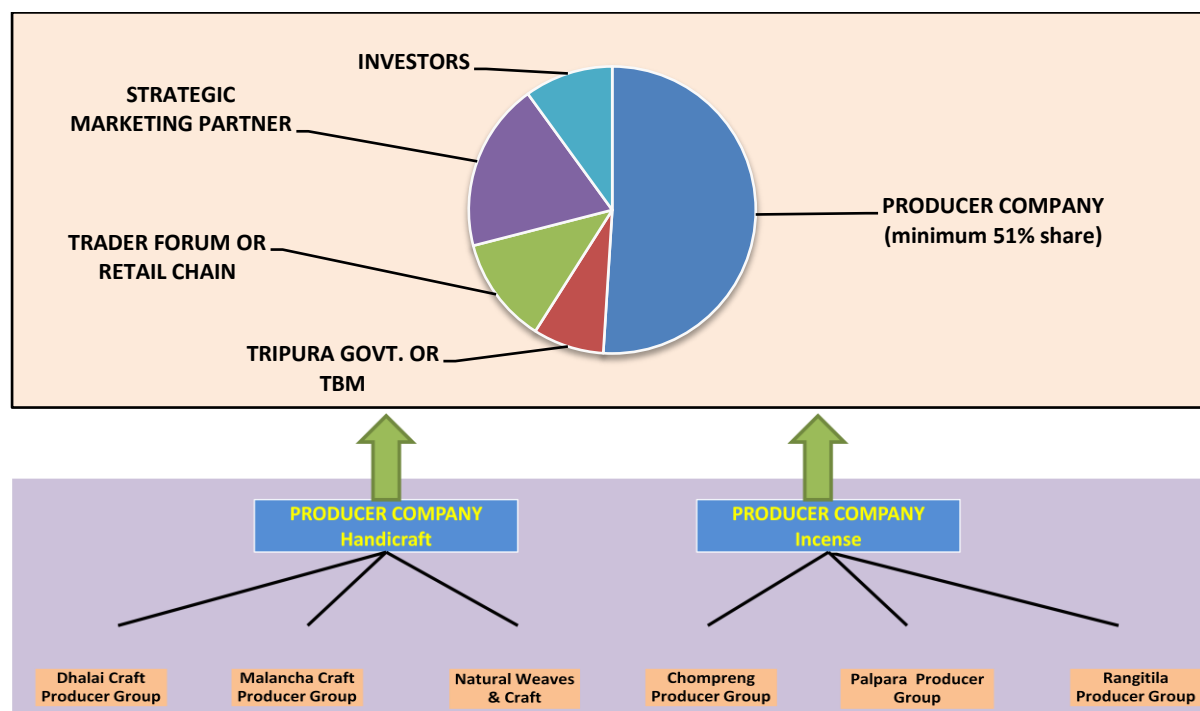 INVESTORS
STRATEGIC
MARKETING PARTNER
PRODUCER COMPANY
(minimum 51% share)
TRADER FORUM OR
RETAIL CHAIN
TRIPURA GOVT. OR
TBM
PRODUCER COMPANY
Handicraft
PRODUCER COMPANY
Incense
Dhalai Craft
Producer Group
Malancha Craft
Producer Group
Natural Weaves
& Craft
Chompreng
Producer Group
Palpara Producer
Group
Rangitila
Producer Group